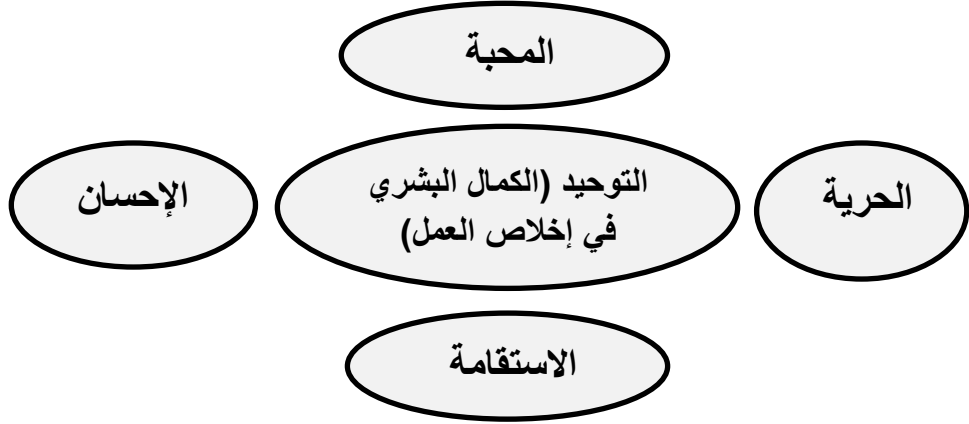 المحبة
الحرية
التوحيد (الكمال البشري
في إخلاص العمل)
الإحسان
الاستقامة